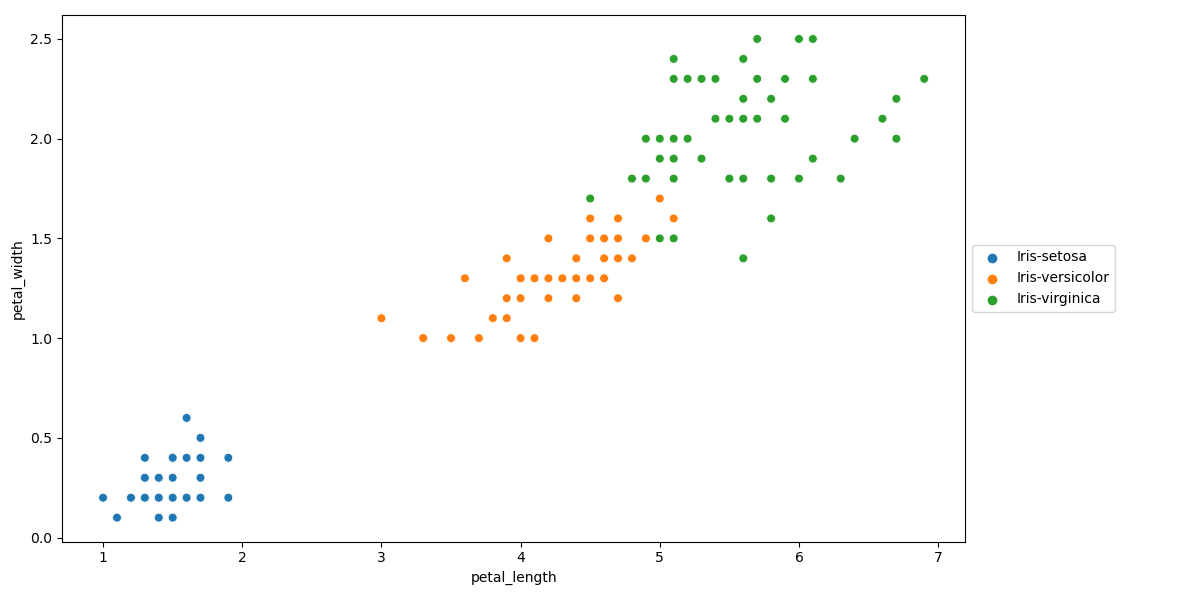 2.5
2.0
1.5
1.0
0.5
0.0
petal_width
1 2 3 4 5 6 7
petal_length
Iris-setosa
Iris-versicolor
Iris-virginica